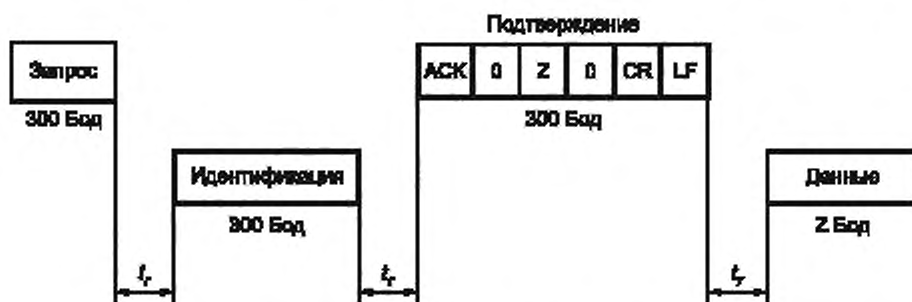 Подтверждение
Запрос
ACK 0 Z 0 CR LF
300 Бод
300 Бод
Идентификация
Данные
300 Бод
Z Бод
tr
tr
tr